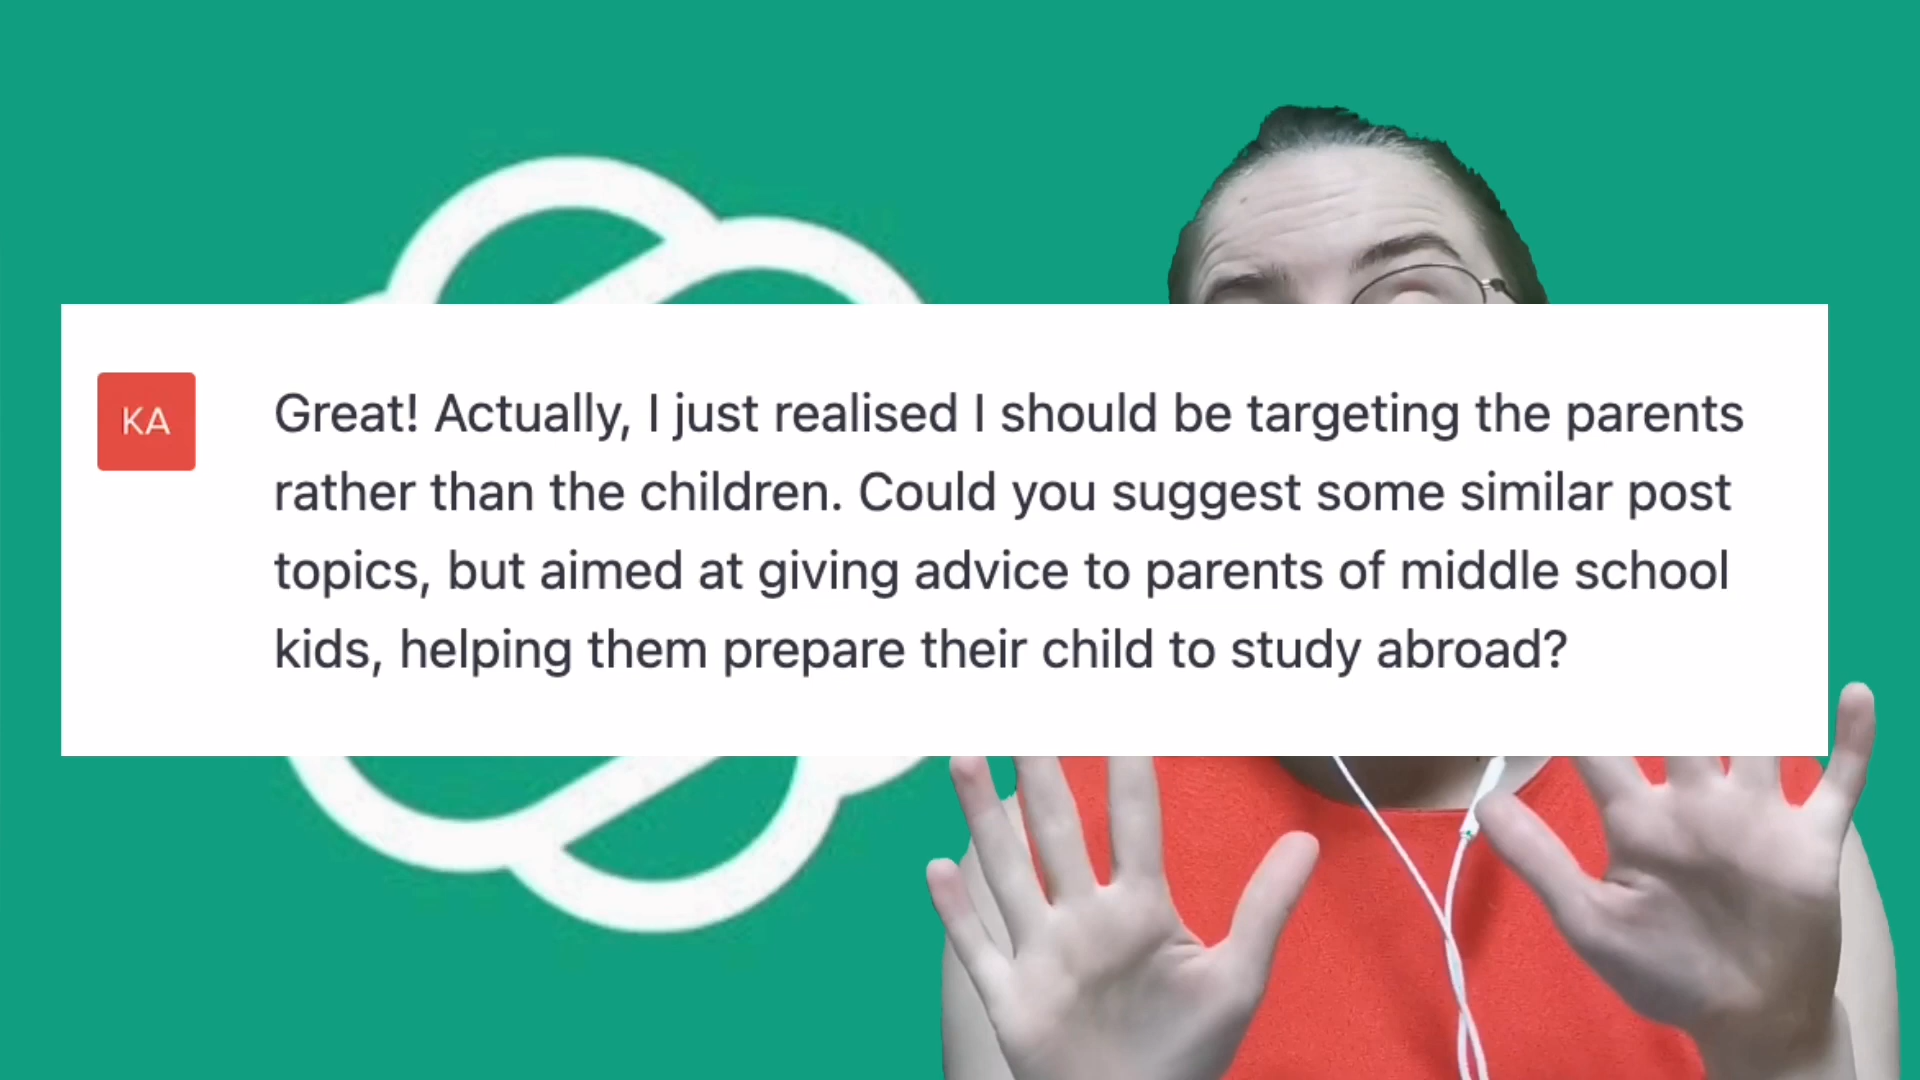 KA
Great! Actually, I just realised I should be targeting the parents
rather than the children. Could you suggest some similar post
topics, but aimed at giving advice to parents of middle school
kids, helping them prepare their child to study abroad?